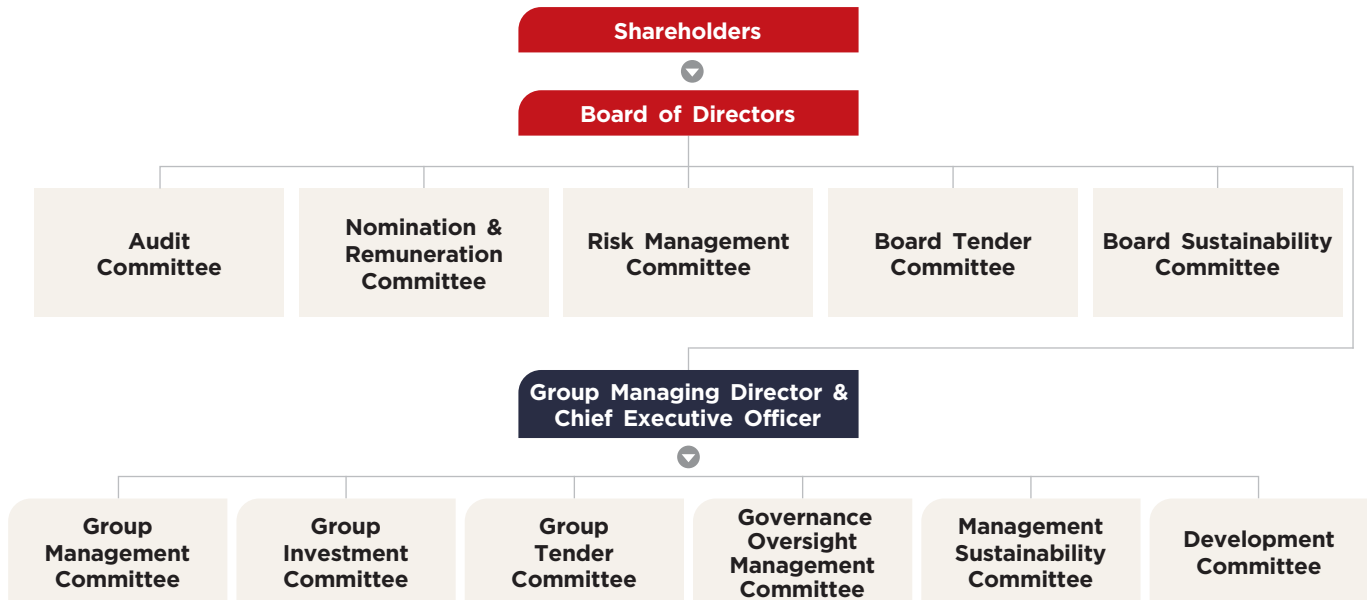 Shareholders
Board of Directors
Audit
Committee
Nomination &
Remuneration
Committee
Risk Management
Committee
Board Tender
Committee
Board Sustainability
Committee
Group Managing Director &
Chief Executive Officer
Group
Management
Committee
Group
Investment
Committee
Group
Tender
Committee
Governance
Oversight
Management
Committee
Management
Sustainability
Committee
Development
Committee